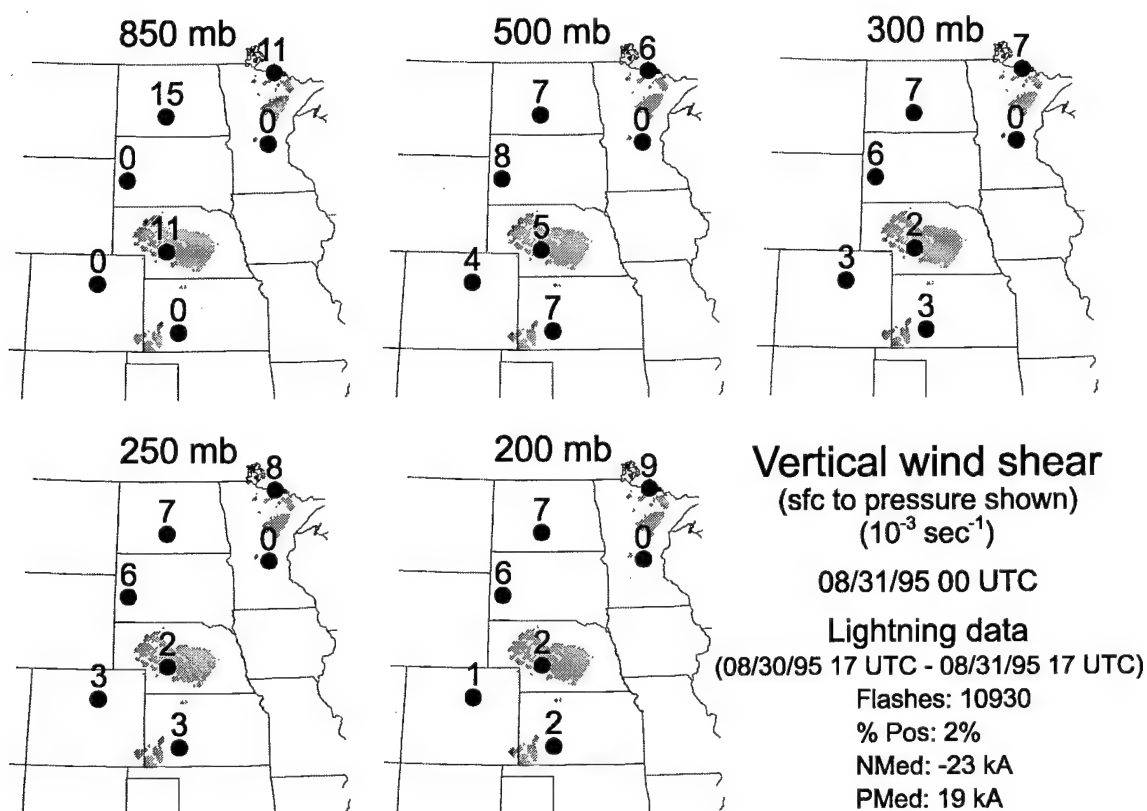 850 mb
11
15
0
0
11
0
0
500 mb
6
7
0
8
5
4
7
300 mb
7
7
0
6
2
3
3
250 mb
8
7
0
6
2
3
3
200 mb
9
7
0
6
2
1
2
Vertical wind shear
(sfc to pressure shown)
(10⁻³ sec⁻¹)
08/31/95 00 UTC
Lightning data
(08/30/95 17 UTC - 08/31/95 17 UTC)
Flashes: 10930
% Pos: 2%
NMed: -23 kA
PMed: 19 kA